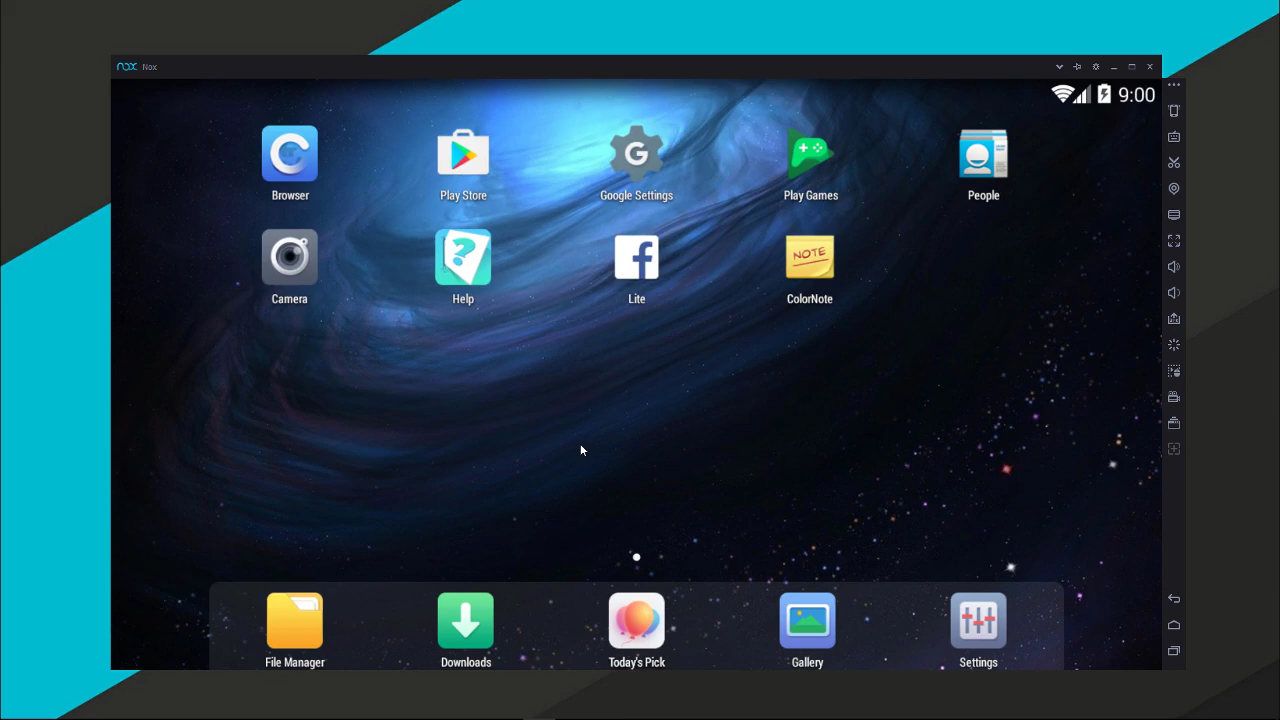 nox Nox
9:00
Browser
Play Store
Google Settings
Play Games
People
Camera
Help
Lite
NOTE
ColorNote
File Manager
Downloads
Today's Pick
Gallery
Settings